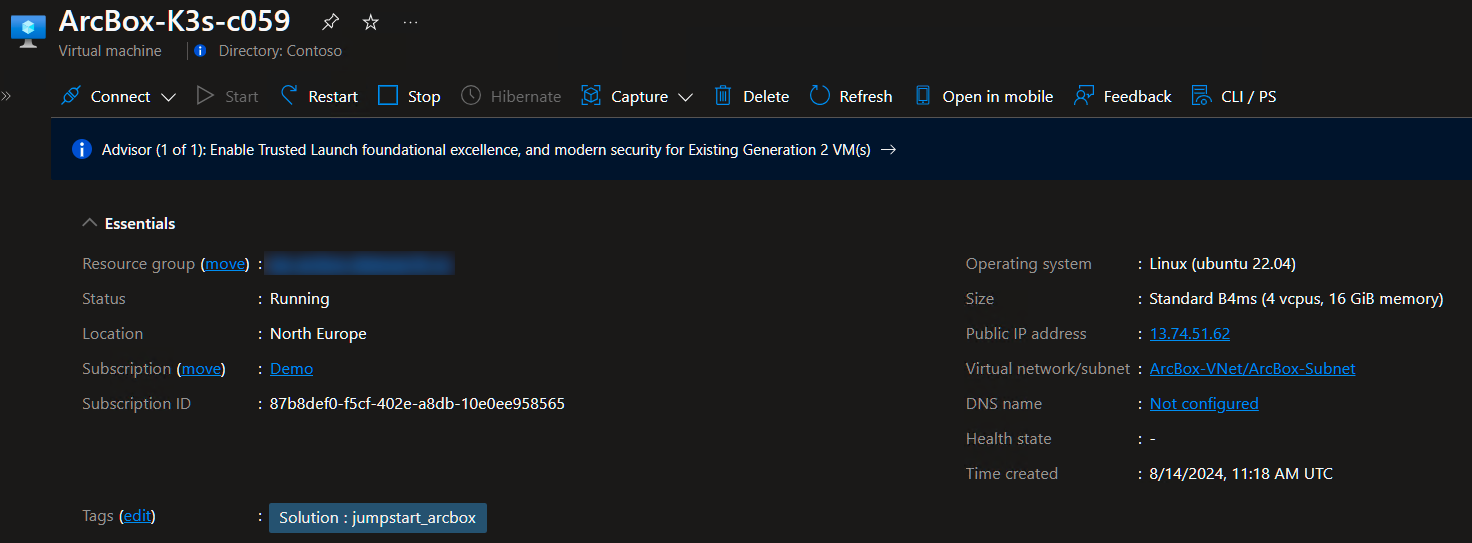 ArcBox-K3s-c059
Virtual machine Directory: Contoso
Connect Start Restart Stop Hibernate Capture Delete Refresh Open in mobile Feedback CLI / PS
Advisor (1 of 1): Enable Trusted Launch foundational excellence, and modern security for Existing Generation 2 VM(s) →
Essentials
Resource group (move) :
Status : Running
Location : North Europe
Subscription (move) : Demo
Subscription ID : 87b8def0-f5cf-402e-a8db-10e0ee958565
Operating system : Linux (ubuntu 22.04)
Size : Standard B4ms (4 vcpus, 16 GiB memory)
Public IP address : 13.74.51.62
Virtual network/subnet : ArcBox-VNet/ArcBox-Subnet
DNS name : Not configured
Health state : -
Time created : 8/14/2024, 11:18 AM UTC
Tags (edit) : Solution : jumpstart_arcbox